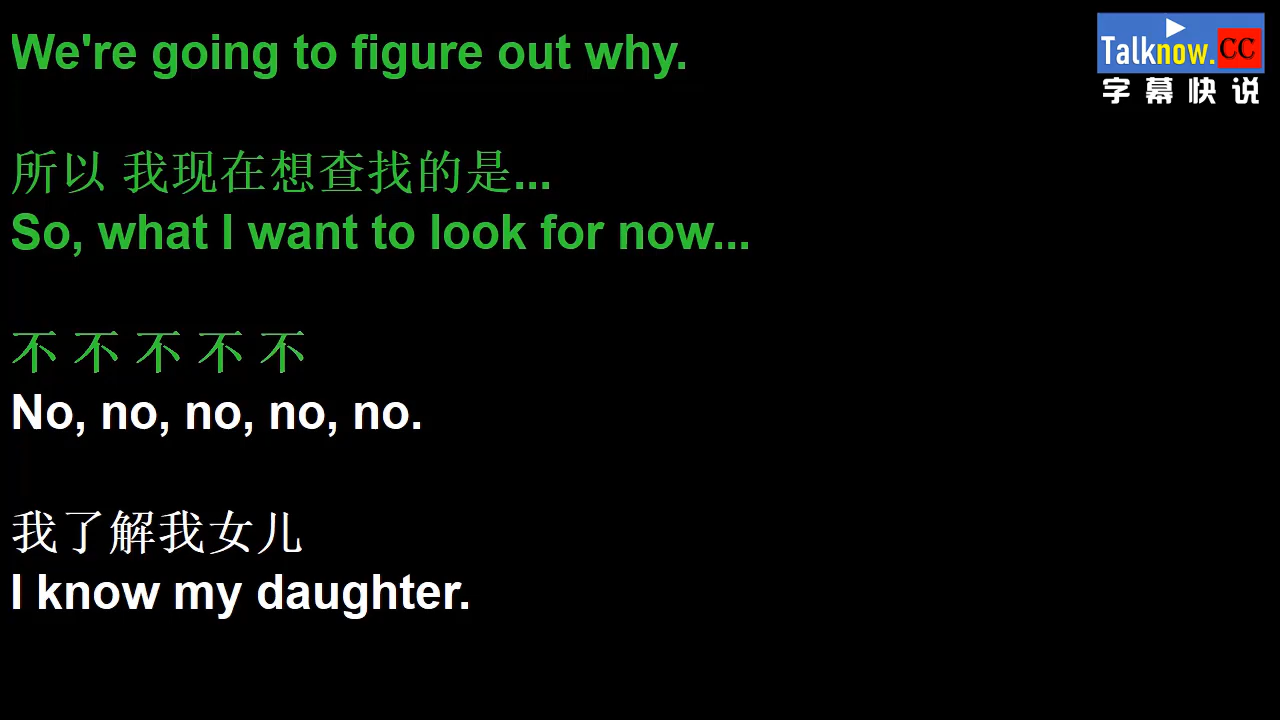 We're going to figure out why.
Talknow.CC
字幕快说
所以 我现在想查找的是...
So, what I want to look for now...
不 不 不 不 不
No, no, no, no, no.
我了解我女儿
I know my daughter.